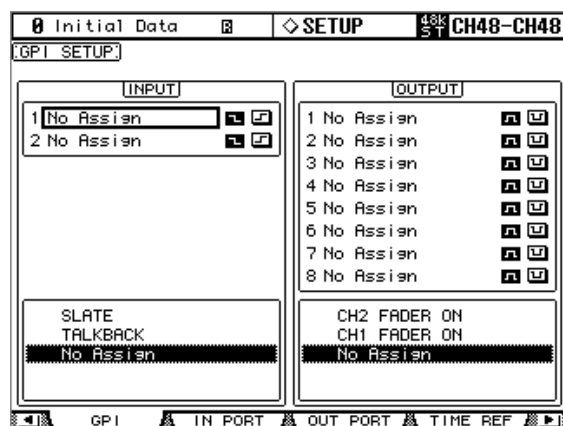 0 Initial Data R ◇SETUP 48K ST CH48-CH48
GPI SETUP
INPUT
1 No Assign
2 No Assign
OUTPUT
1 No Assign
2 No Assign
3 No Assign
4 No Assign
5 No Assign
6 No Assign
7 No Assign
8 No Assign
SLATE
TALKBACK
No Assign
CH2 FADER ON
CH1 FADER ON
No Assign
GPI IN PORT OUT PORT TIME REF